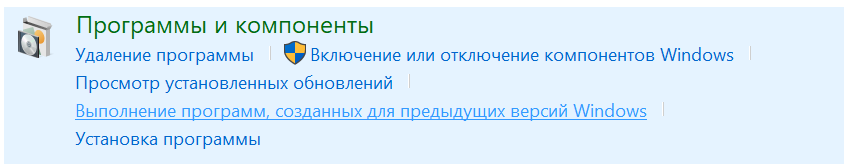 Программы и компоненты
Удаление программы Включение или отключение компонентов Windows
Просмотр установленных обновлений
Выполнение программ, созданных для предыдущих версий Windows
Установка программы